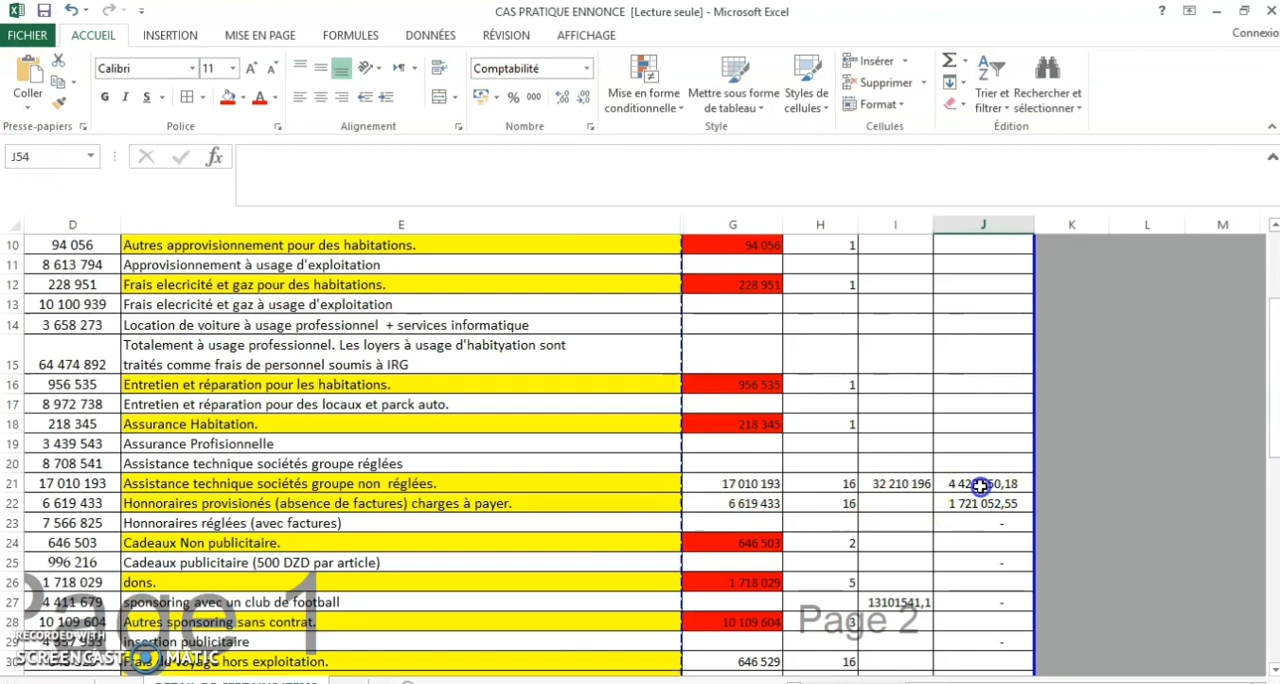 CAS PRATIQUE ENNONCE [Lecture seule] - Microsoft Excel
FICHIER ACCUEIL INSERTION MISE EN PAGE FORMULES DONNÉES RÉVISION AFFICHAGE Connexio
Coller Calibri 11 Comptabilité Mise en forme conditionnelle Mettre sous forme de tableau Styles de cellules Insérer Supprimer Format Trier et filtrer Rechercher et sélectionner
G I S % 000
Presse-papiers Police Alignement Nombre Style Cellules Édition
J54 fx
D E G H I J K L M
10 94 056 Autres approvisionnement pour des habitations. 94 056 1
11 8 613 794 Approvisionnement à usage d'exploitation
12 228 951 Frais elecricité et gaz pour des habitations. 228 951 1
13 10 100 939 Frais elecricité et gaz à usage d'exploitation
14 3 658 273 Location de voiture à usage professionnel + services informatique
Totalement à usage professionnel. Les loyers à usage d'habityation sont
15 64 474 892 traités comme frais de personnel soumis à IRG
16 956 535 Entretien et réparation pour les habitations. 956 535 1
17 8 972 738 Entretien et réparation pour des locaux et parck auto.
18 218 345 Assurance Habitation. 218 345 1
19 3 439 543 Assurance Profisionnelle
20 8 708 541 Assistance technique sociétés groupe réglées
21 17 010 193 Assistance technique sociétés groupe non réglées. 17 010 193 16 32 210 196
22 6 619 433 Honnoraires provisionés (absence de factures) charges à payer. 6 619 433 16 1 721 052,55
23 7 566 825 Honnoraires réglées (avec factures) -
24 646 503 Cadeaux Non publicitaire. 646 503 2
25 996 216 Cadeaux publicitaire (500 DZD par article) -
26 1 718 029 dons. 1 718 029 5
27 4 411 679 sponsoring avec un club de football 13101541,1 -
28 10 109 604 Autres sponsoring sans contrat. 10 109 604 3
29 insertion publicitaire -
30 Frais du voyage hors exploitation. 646 529 16
Page 1
Page 2
RECORDED WITH
SCREENCAST MATIC